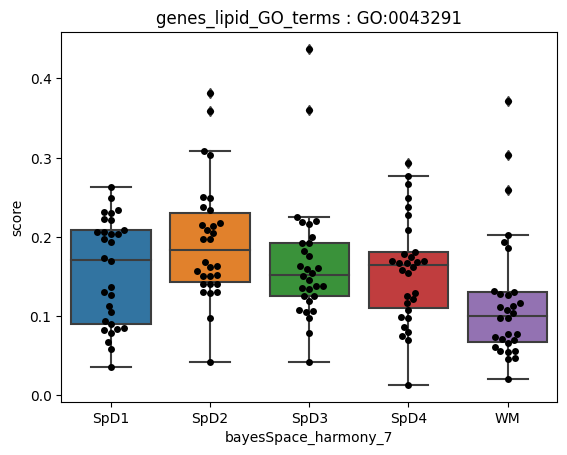 genes_lipid_GO_terms : GO:0043291
score
0.4
0.3
0.2
0.1
0.0
SpD1 SpD2 SpD3 SpD4 WM
bayesSpace_harmony_7